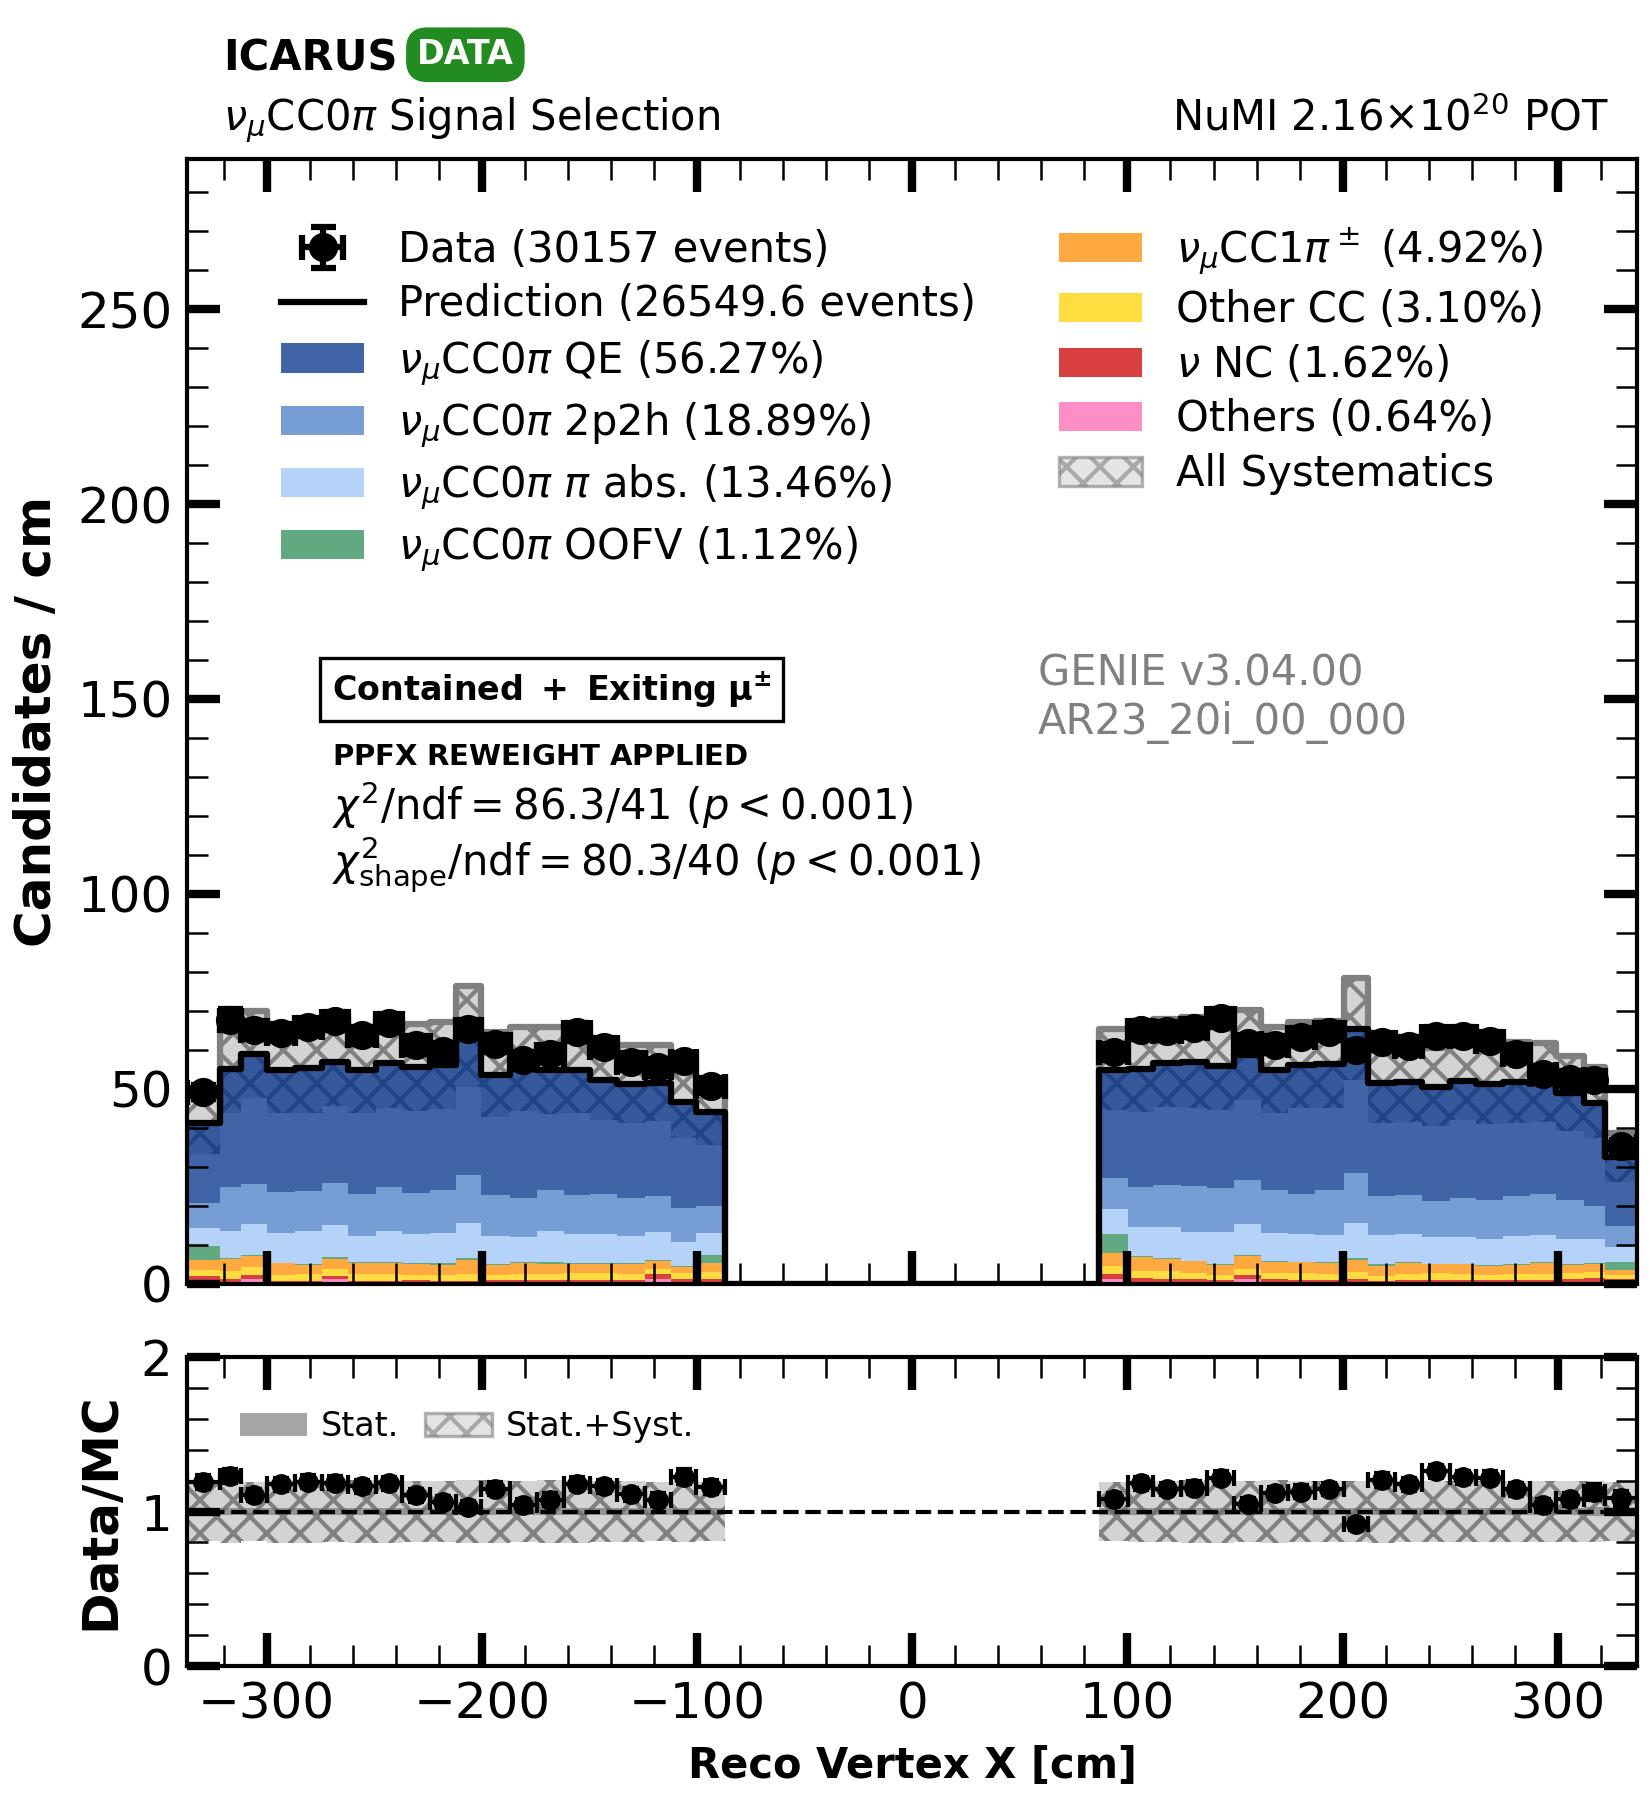 ICARUS DATA
νμCC0π Signal Selection
NuMI 2.16×10²⁰ POT
Data (30157 events)
Prediction (26549.6 events)
νμCC0π QE (56.27%)
νμCC0π 2p2h (18.89%)
νμCC0π π abs. (13.46%)
νμCC0π OOFV (1.12%)
νμCC1π± (4.92%)
Other CC (3.10%)
ν NC (1.62%)
Others (0.64%)
All Systematics
Contained + Exiting μ±
PPFX REWEIGHT APPLIED
χ²/ndf = 86.3/41 (p < 0.001)
χ²shape/ndf = 80.3/40 (p < 0.001)
GENIE v3.04.00
AR23_20i_00_000
Candidates / cm
250
200
150
100
50
0
Stat.
Stat.+Syst.
Data/MC
2
1
0
−300 −200 −100 0 100 200 300
Reco Vertex X [cm]